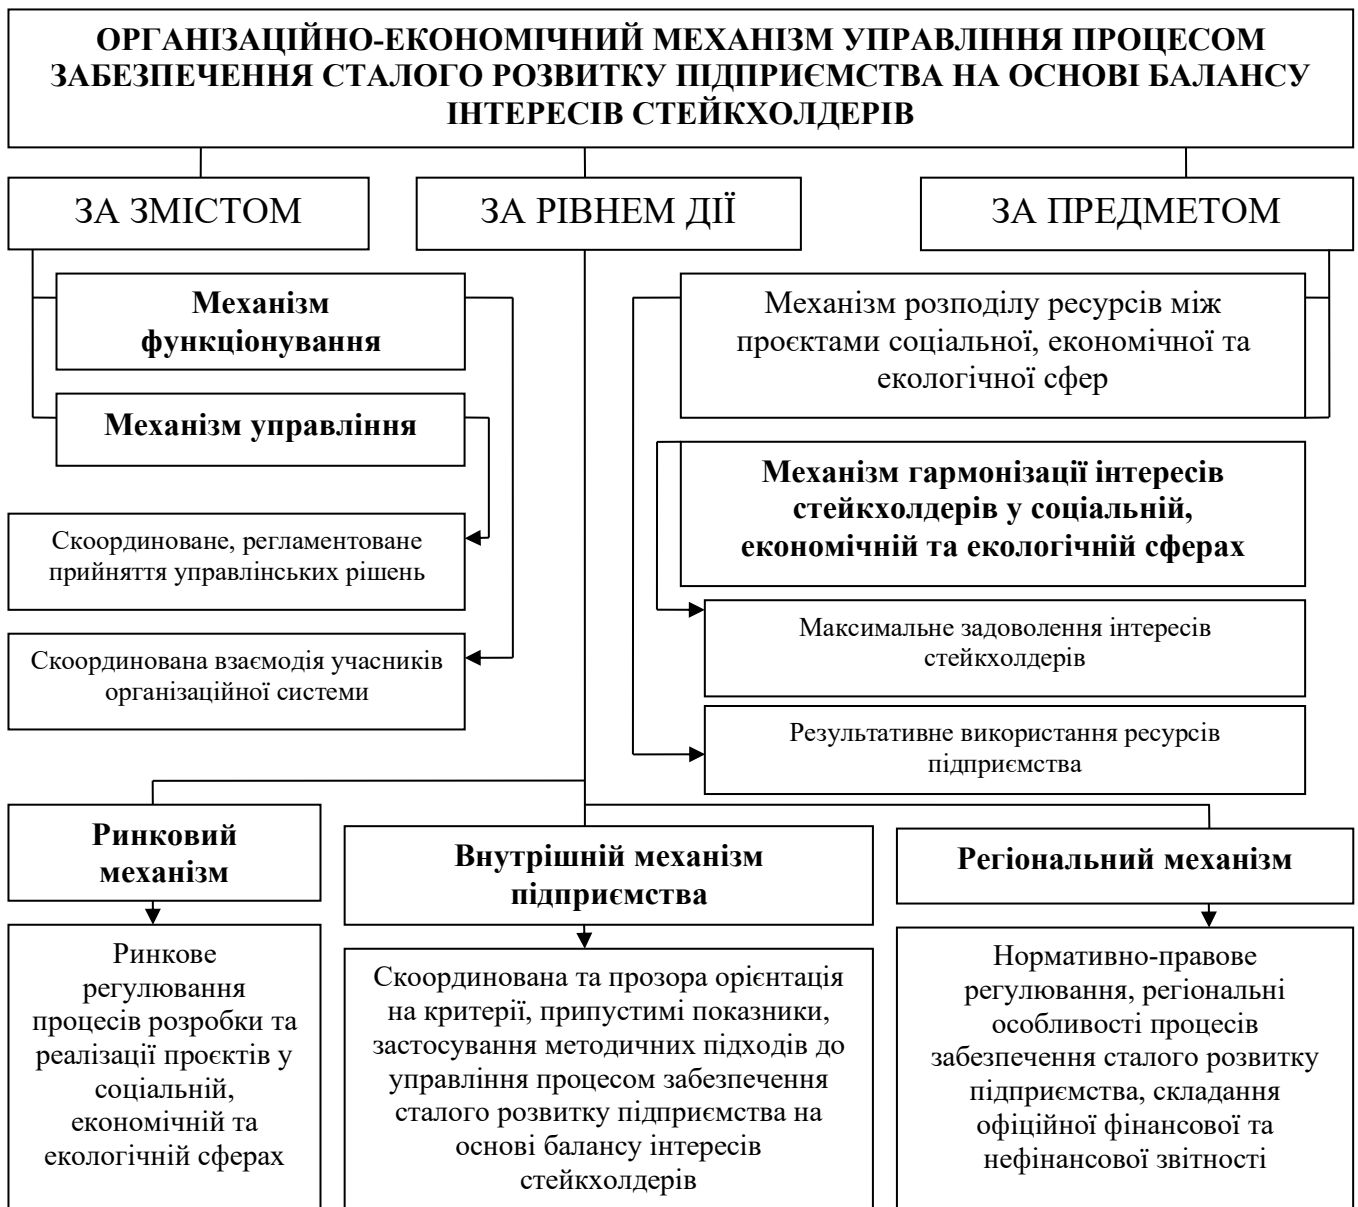 ОРГАНІЗАЦІЙНО-ЕКОНОМІЧНИЙ МЕХАНІЗМ УПРАВЛІННЯ ПРОЦЕСОМ
ЗАБЕЗПЕЧЕННЯ СТАЛОГО РОЗВИТКУ ПІДПРИЄМСТВА НА ОСНОВІ БАЛАНСУ
ІНТЕРЕСІВ СТЕЙКХОЛДЕРІВ
ЗА ЗМІСТОМ
ЗА РІВНЕМ ДІЇ
ЗА ПРЕДМЕТОМ
Механізм
функціонування
Механізм управління
Скоординоване, регламентоване
прийняття управлінських рішень
Скоординована взаємодія учасників
організаційної системи
Механізм розподілу ресурсів між
проєктами соціальної, економічної та
екологічної сфер
Механізм гармонізації інтересів
стейкхолдерів у соціальній,
економічній та екологічній сферах
Максимальне задоволення інтересів
стейкхолдерів
Результативне використання ресурсів
підприємства
Ринковий
механізм
Внутрішній механізм
підприємства
Регіональний механізм
Ринкове
регулювання
процесів розробки та
реалізації проєктів у
соціальній,
економічній та
екологічній сферах
Скоординована та прозора орієнтація
на критерії, припустимі показники,
застосування методичних підходів до
управління процесом забезпечення
сталого розвитку підприємства на
основі балансу інтересів
стейкхолдерів
Нормативно-правове
регулювання, регіональні
особливості процесів
забезпечення сталого розвитку
підприємства, складання
офіційної фінансової та
нефінансової звітності